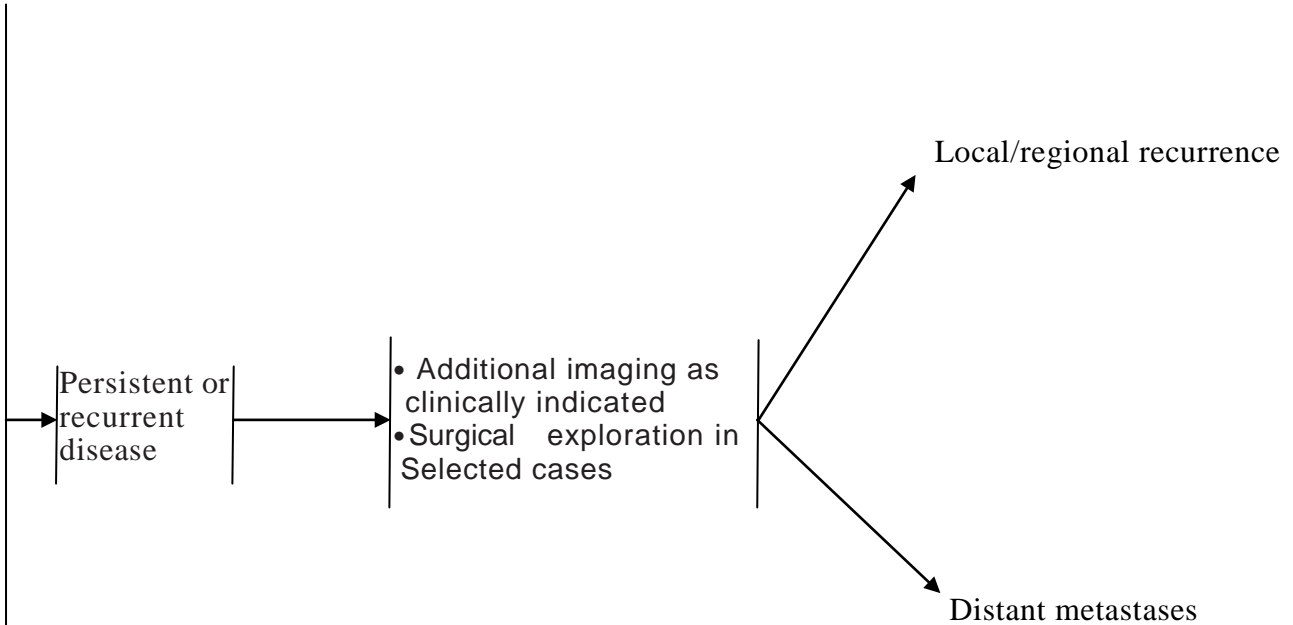 Local/regional recurrence
Persistent or
recurrent
disease
• Additional imaging as
clinically indicated
• Surgical exploration in
Selected cases
Distant metastases